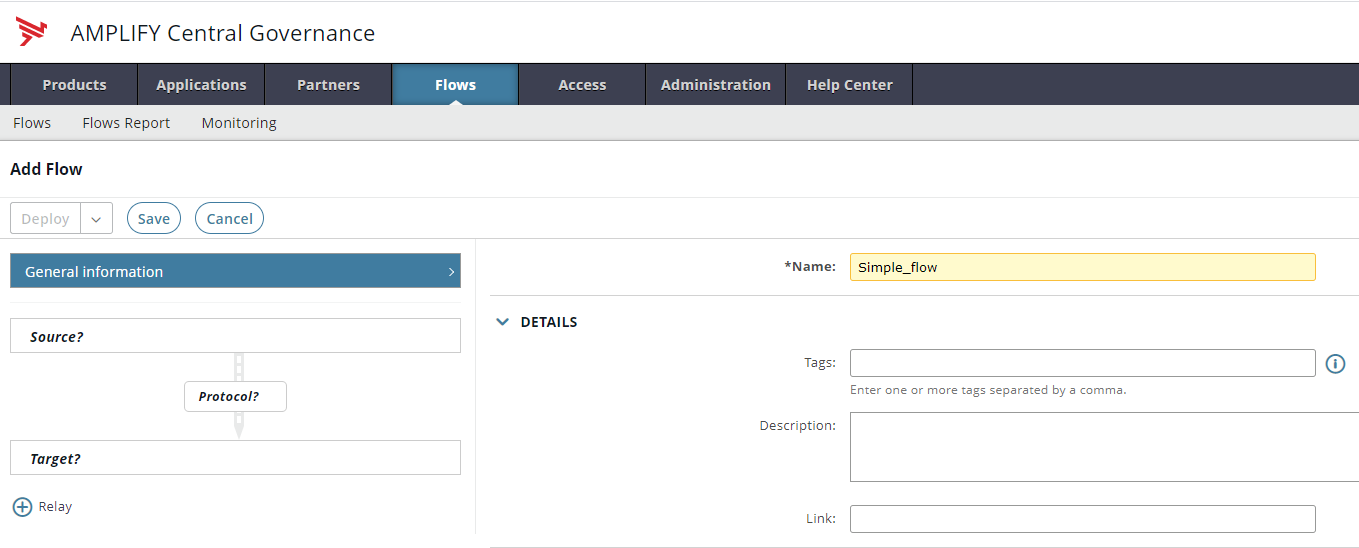 AMPLIFY Central Governance
Products Applications Partners Flows Access Administration Help Center
Flows Flows Report Monitoring
Add Flow
Deploy Save Cancel
General information
*Name: Simple_flow
DETAILS
Source?
Tags:
Enter one or more tags separated by a comma.
Protocol?
Description:
Target?
Relay
Link: